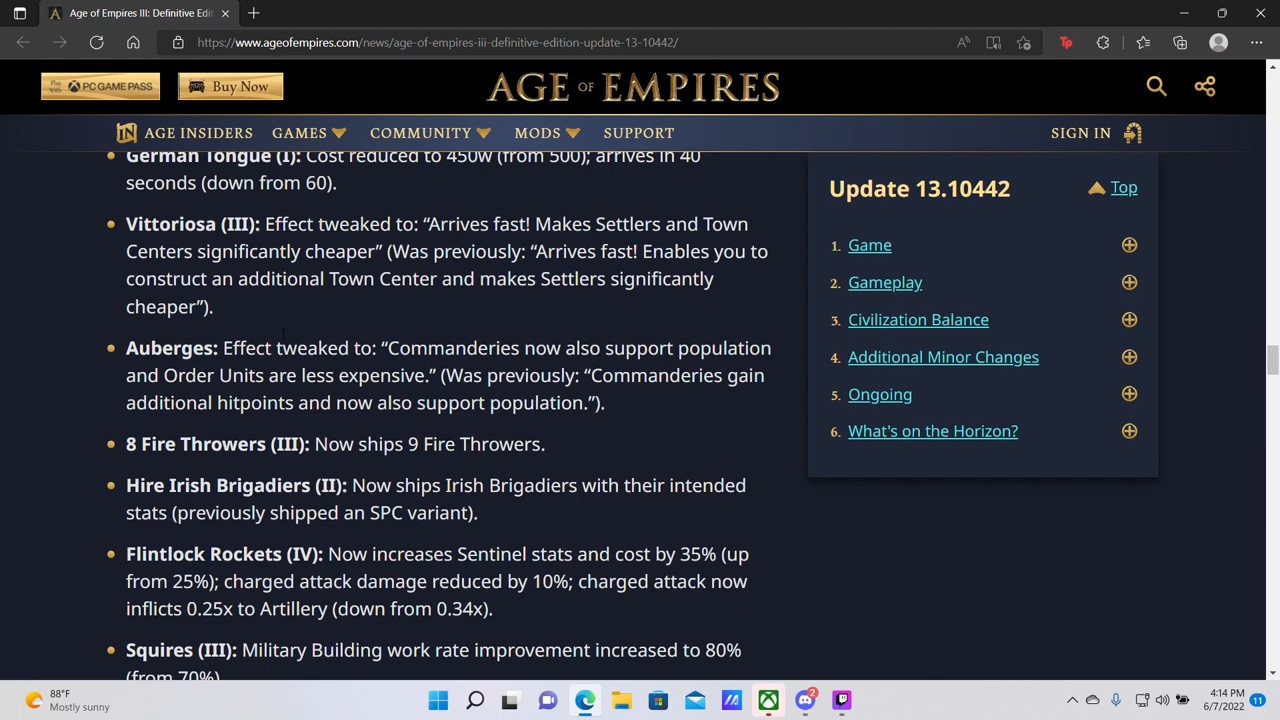 Age of Empires III: Definitive Edit
https://www.ageofempires.com/news/age-of-empires-iii-definitive-edition-update-13-10442/
Play With PC GAME PASS
Buy Now
AGE OF EMPIRES
AGE INSIDERS GAMES COMMUNITY MODS SUPPORT SIGN IN
German Tongue (I): Cost reduced to 450w (from 500); arrives in 40
seconds (down from 60).
Vittoriosa (III): Effect tweaked to: “Arrives fast! Makes Settlers and Town
Centers significantly cheaper” (Was previously: “Arrives fast! Enables you to
construct an additional Town Center and makes Settlers significantly
cheaper”).
Auberges: Effect tweaked to: “Commanderies now also support population
and Order Units are less expensive.” (Was previously: “Commanderies gain
additional hitpoints and now also support population.”).
8 Fire Throwers (III): Now ships 9 Fire Throwers.
Hire Irish Brigadiers (II): Now ships Irish Brigadiers with their intended
stats (previously shipped an SPC variant).
Flintlock Rockets (IV): Now increases Sentinel stats and cost by 35% (up
from 25%); charged attack damage reduced by 10%; charged attack now
inflicts 0.25x to Artillery (down from 0.34x).
Squires (III): Military Building work rate improvement increased to 80%
(from 70%)
Update 13.10442
Top
1. Game
2. Gameplay
3. Civilization Balance
4. Additional Minor Changes
5. Ongoing
6. What's on the Horizon?
88°F
Mostly sunny
2
4:14 PM
6/7/2022
11